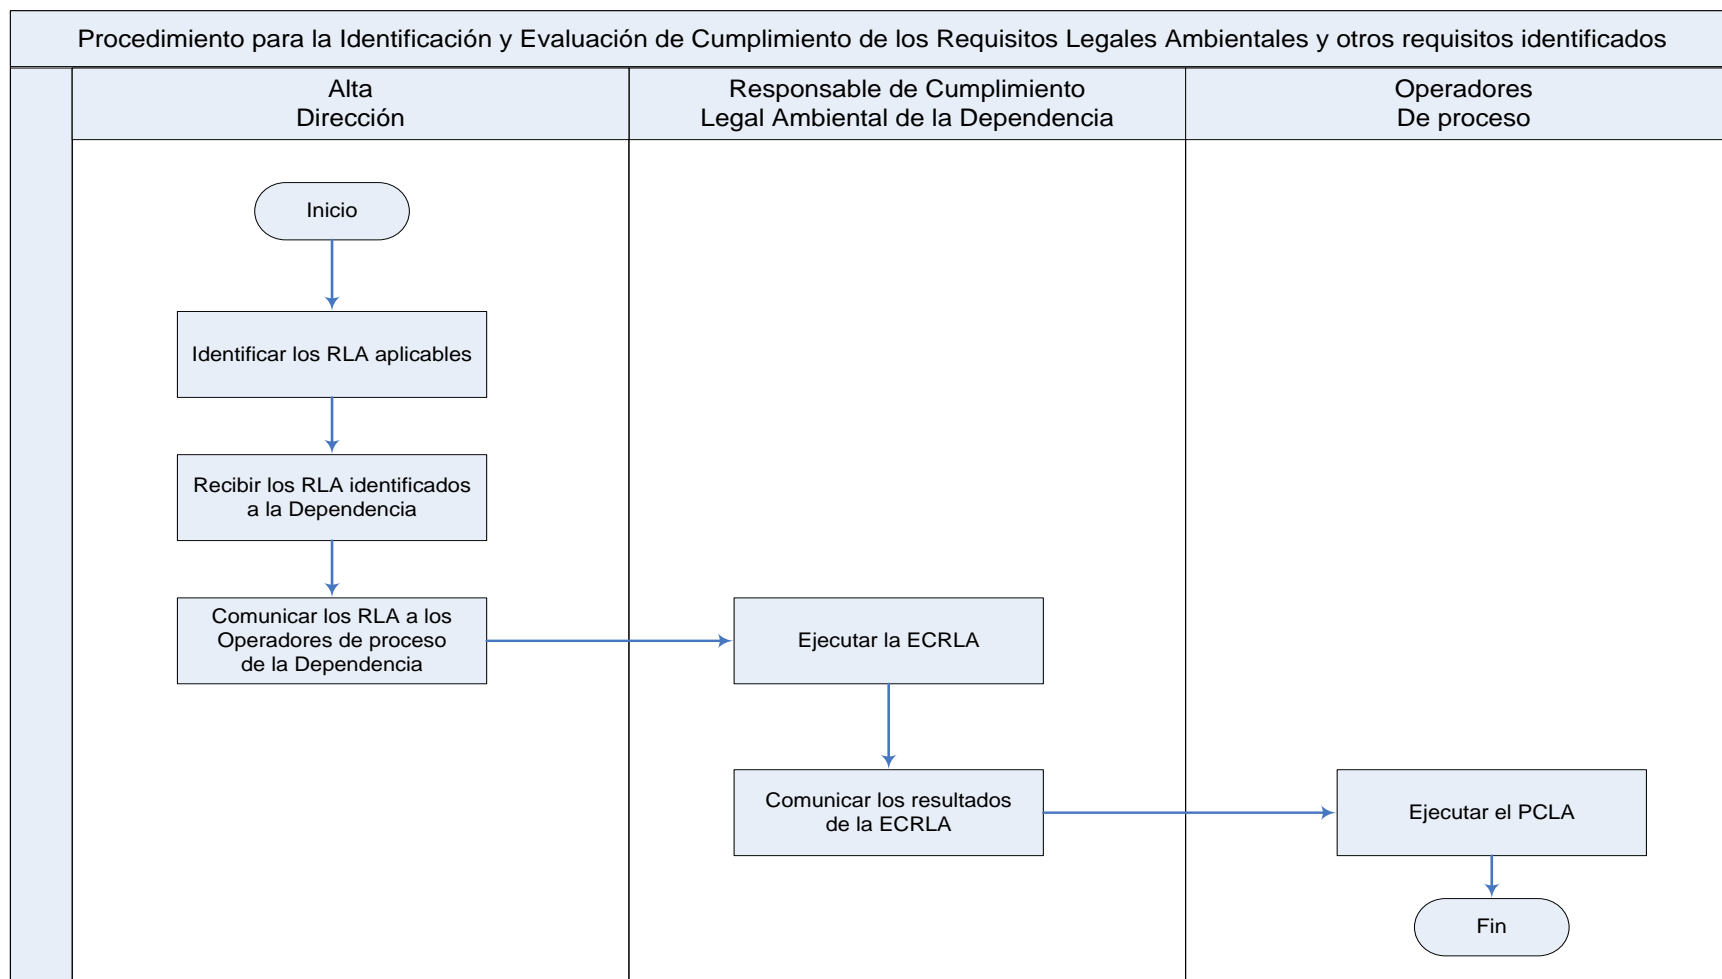 Procedimiento para la Identificación y Evaluación de Cumplimiento de los Requisitos Legales Ambientales y otros requisitos identificados
Alta
Dirección
Responsable de Cumplimiento
Legal Ambiental de la Dependencia
Operadores
De proceso
Inicio
Identificar los RLA aplicables
Recibir los RLA identificados
a la Dependencia
Comunicar los RLA a los
Operadores de proceso
de la Dependencia
Ejecutar la ECRLA
Comunicar los resultados
de la ECRLA
Ejecutar el PCLA
Fin